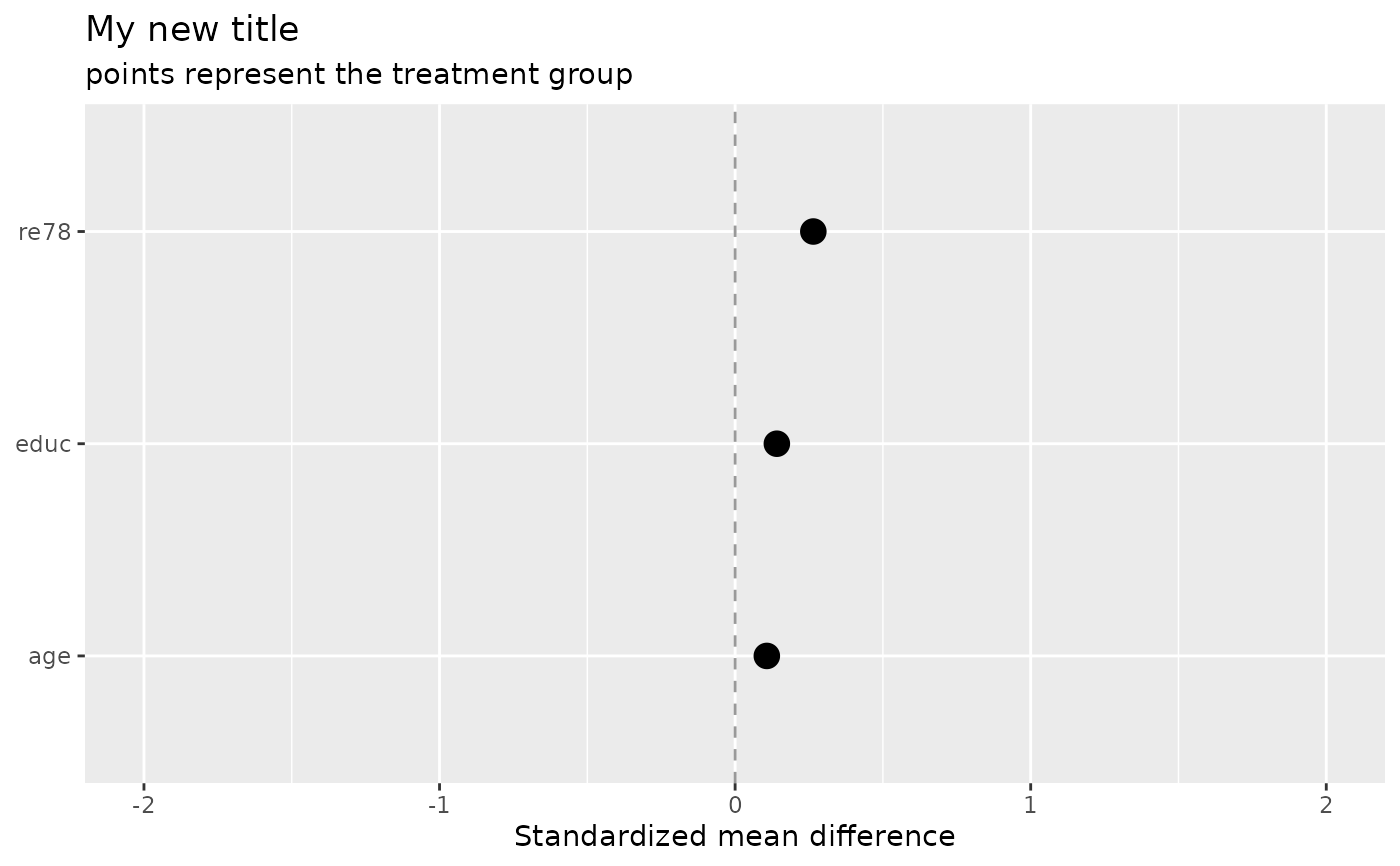 My new title
points represent the treatment group
re78
educ
age
-2 -1 0 1 2
Standardized mean difference